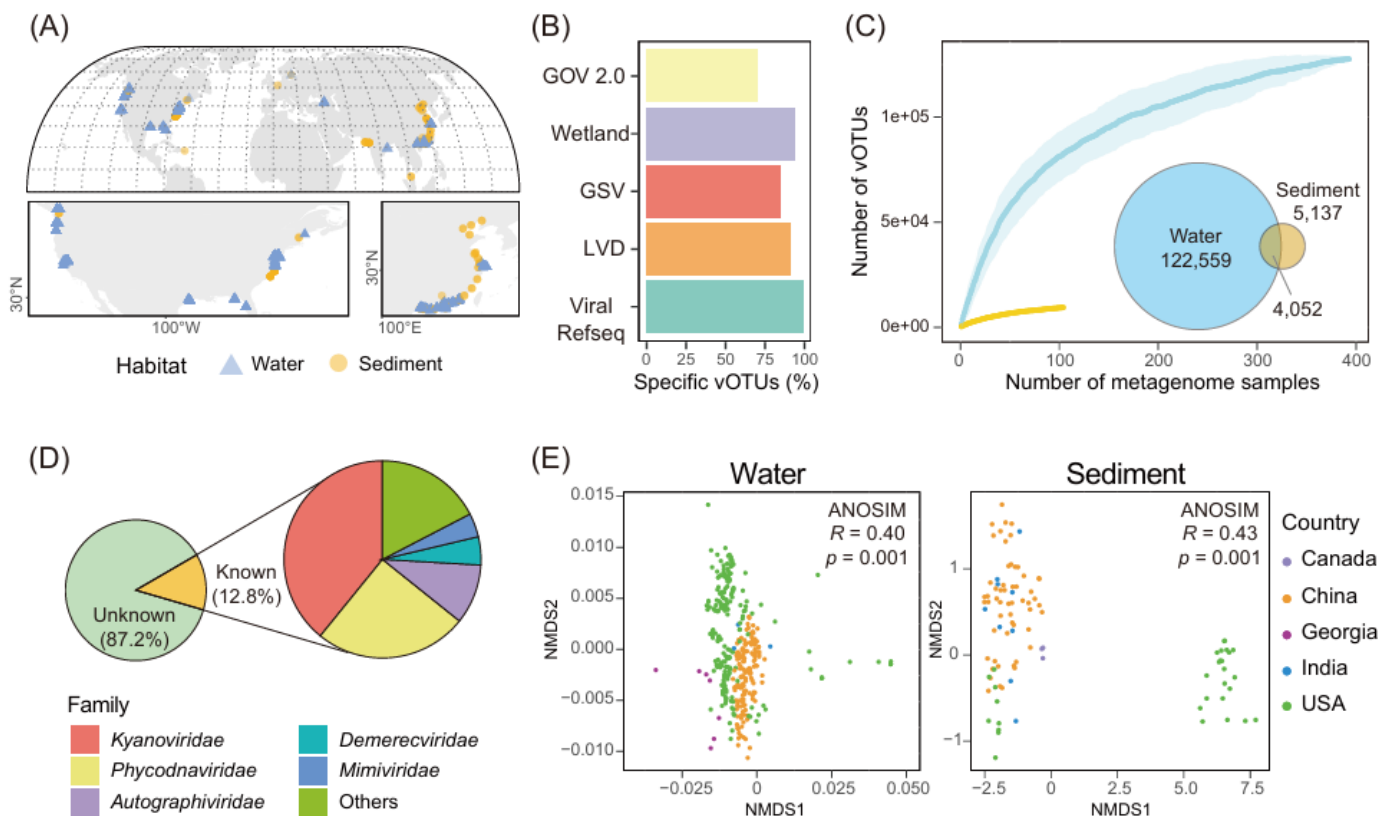 (A)
30°N
100°W
30°N
100°E
Habitat
Water
Sediment
(B)
GOV 2.0
Wetland
GSV
LVD
Viral
Refseq
0
25
50
75
100
Specific vOTUs (%)
(C)
Number of vOTUs
1e+05
5e+04
0e+00
0
100
200
300
400
Number of metagenome samples
Water
122,559
Sediment
5,137
4,052
(D)
Unknown
(87.2%)
Known
(12.8%)
Family
Kyanoviridae
Phycodnaviridae
Autographiviridae
Demerecviridae
Mimiviridae
Others
(E)
Water
ANOSIM
R = 0.40
p = 0.001
NMDS2
0.015
0.010
0.005
0.000
−0.005
−0.010
−0.025
0
0.025
0.050
NMDS1
Sediment
ANOSIM
R = 0.43
p = 0.001
NMDS2
1
0
−1
−2.5
0.0
2.5
5.0
7.5
NMDS1
Country
Canada
China
Georgia
India
USA